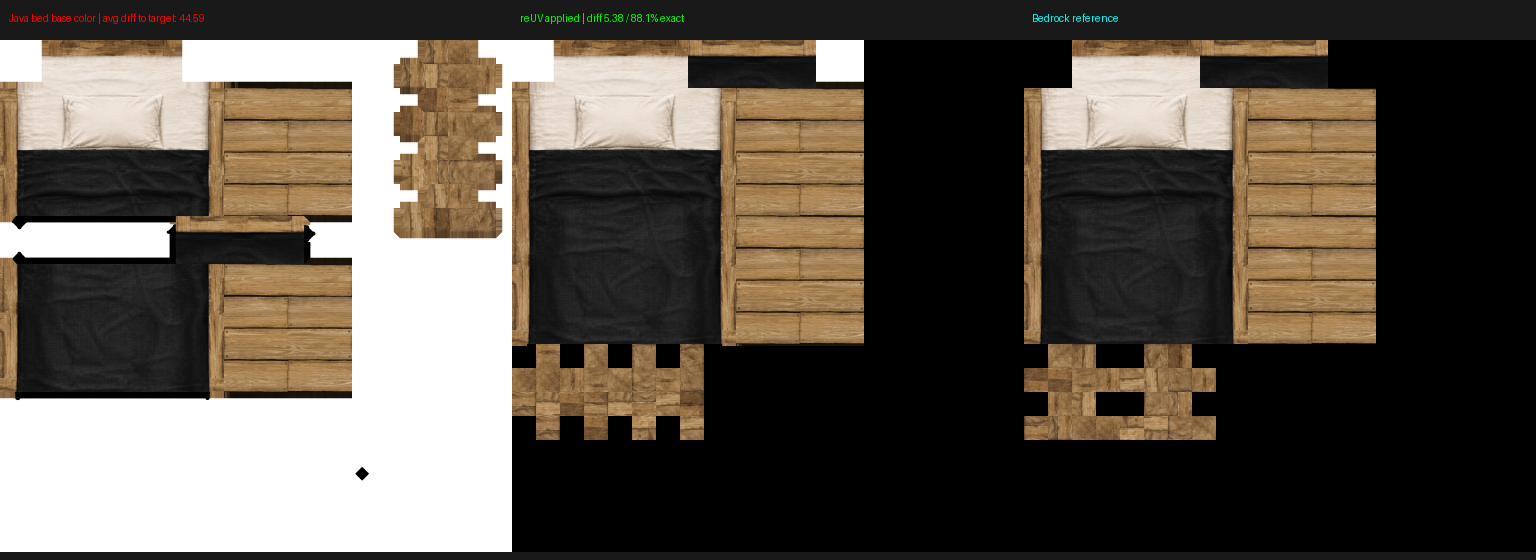 Java bed base color | avg diff to target: 44.59
reUV applied | diff 5.38 / 88.1% exact
Bedrock reference